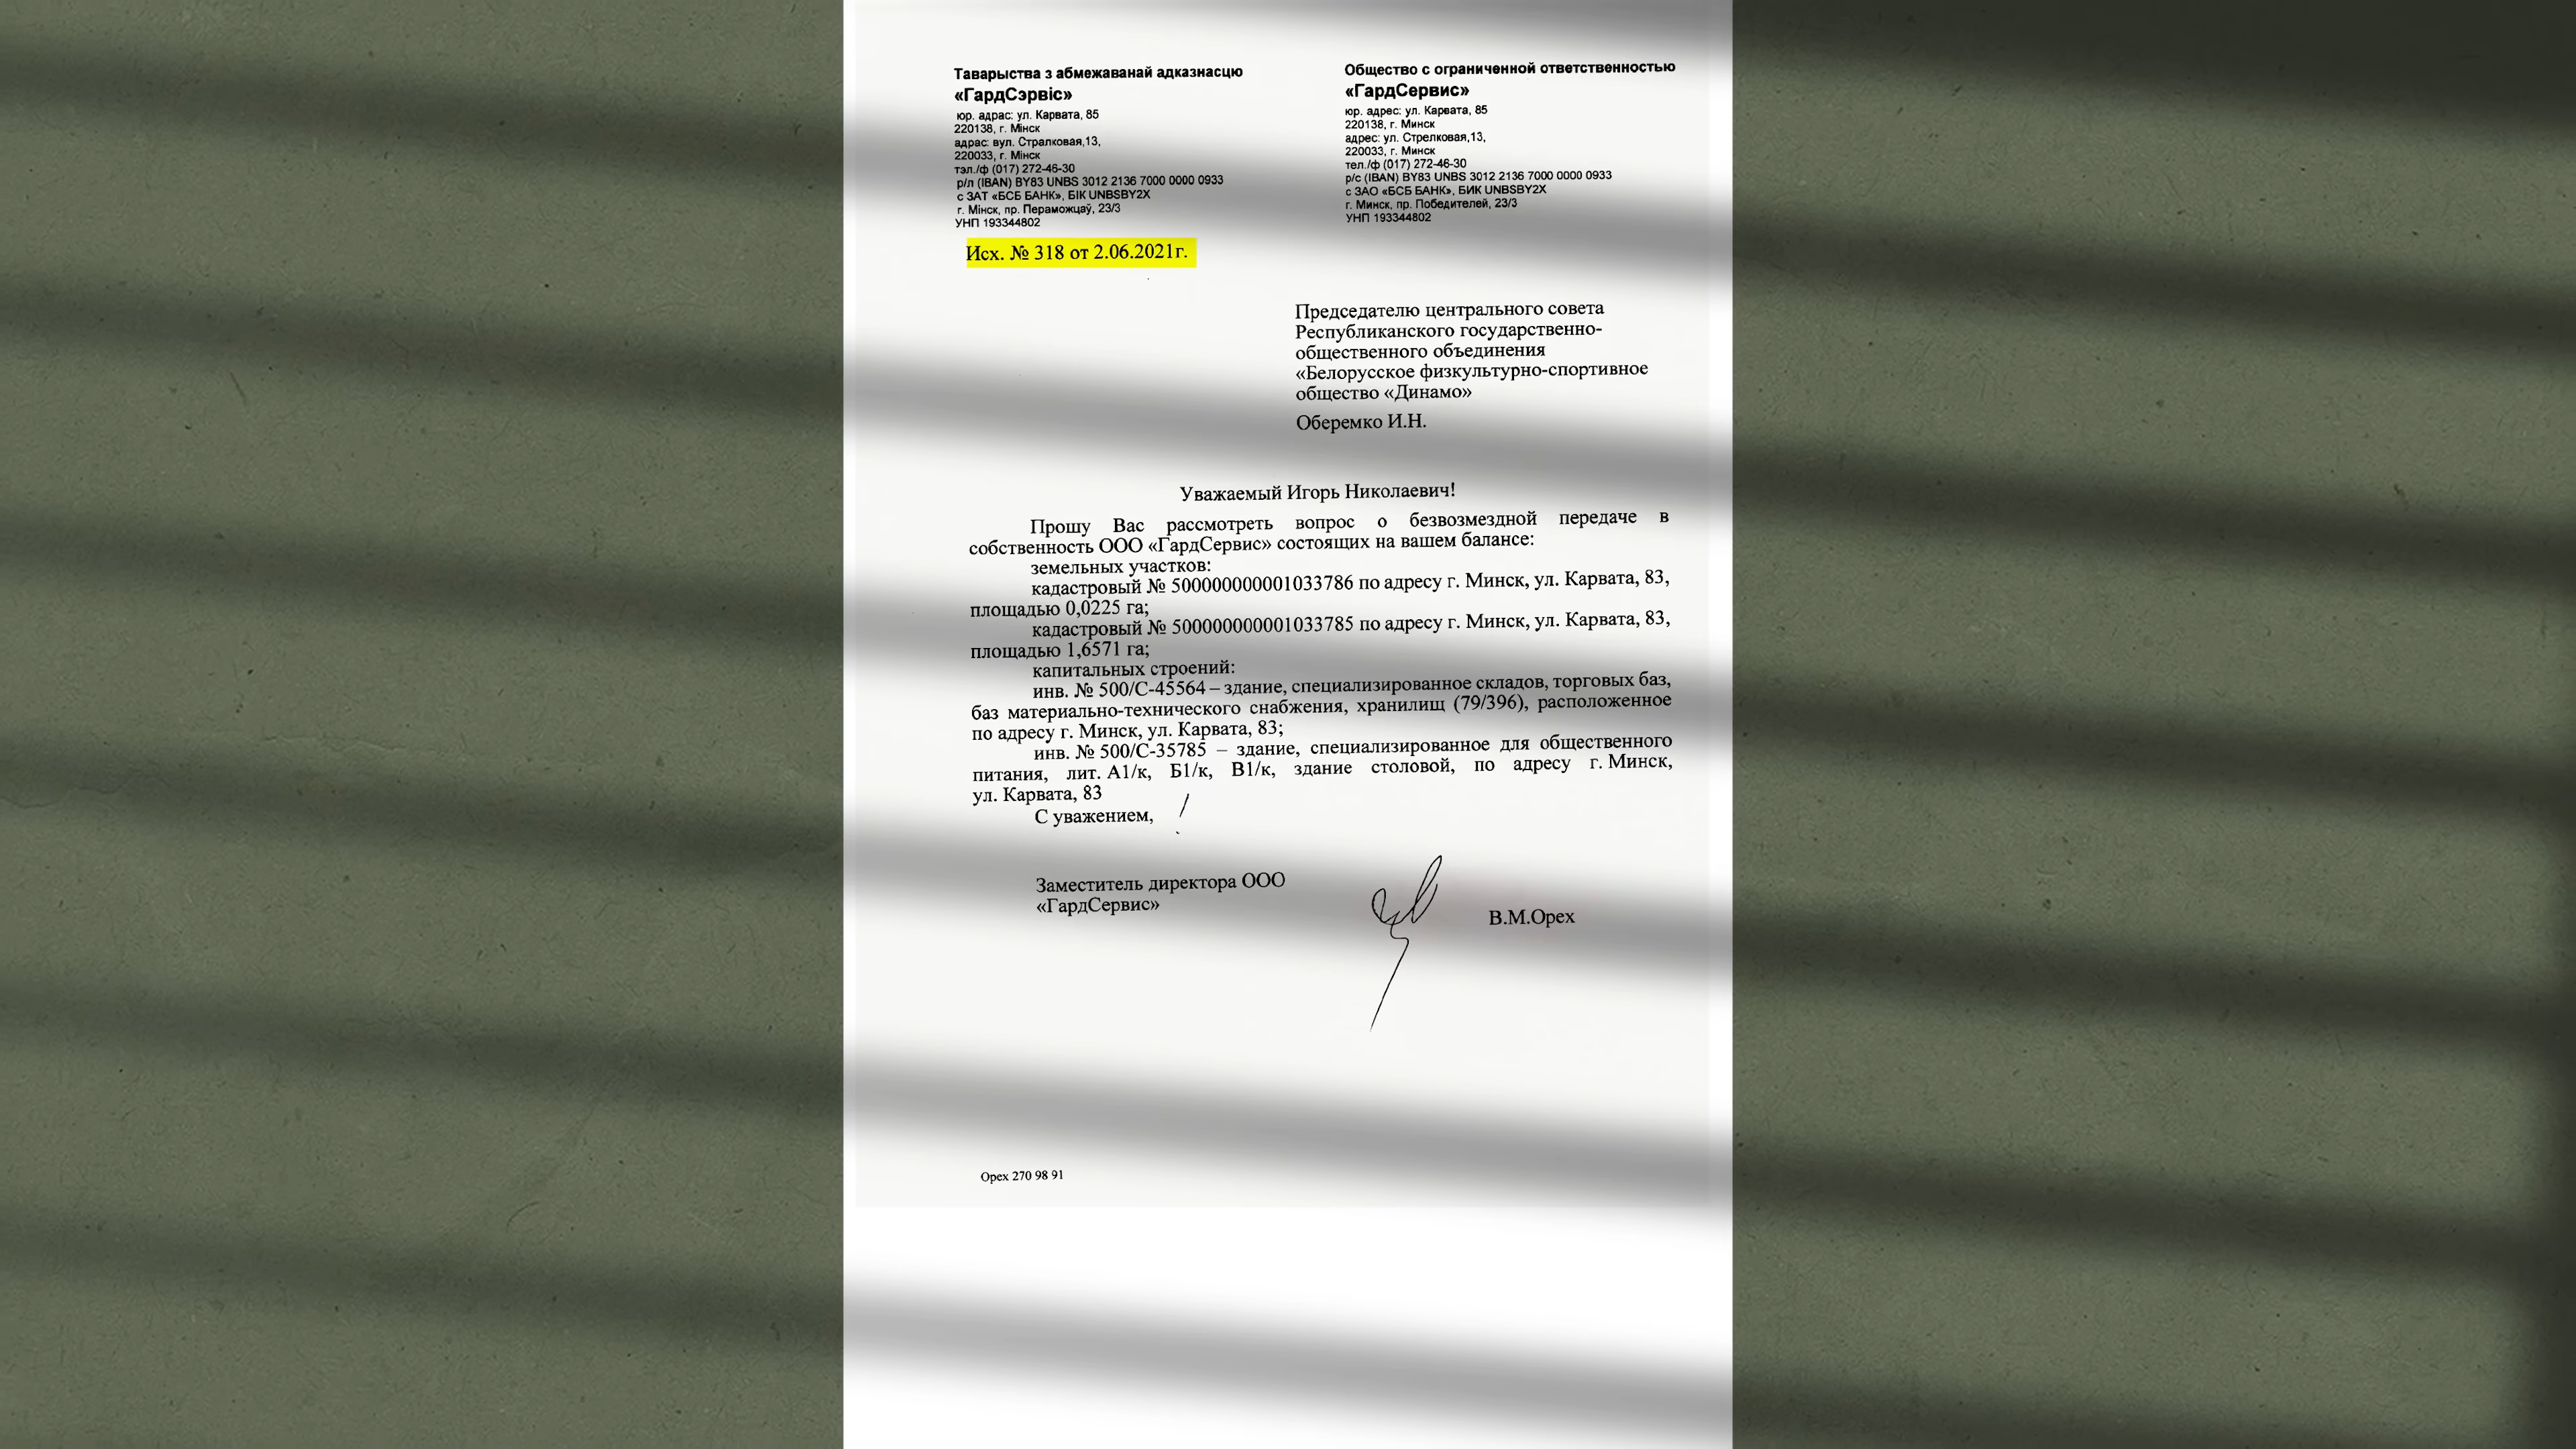 Таварыства з абмежаванай адказнасцю
«ГардСэрвіс»
юр. адрас: ул. Карвата, 85
220138, г. Мінск
адрас: вул. Стралковая,13,
220033, г. Мінск
тэл./ф (017) 272-46-30
р/л (IBAN) BY83 UNBS 3012 2136 7000 0000 0933
с ЗАТ «БСБ БАНК», БІК UNBSBY2X
г. Мінск, пр. Пераможцаў, 23/3
УНП 193344802
Общество с ограниченной ответственностью
«ГардСервис»
юр. адрес: ул. Карвата, 85
220138, г. Минск
адрес: ул. Стрелковая,13,
220033, г. Минск
тел./ф (017) 272-46-30
р/с (IBAN) BY83 UNBS 3012 2136 7000 0000 0933
с ЗАО «БСБ БАНК», БИК UNBSBY2X
г. Минск, пр. Победителей, 23/3
УНП 193344802
Исх. № 318 от 2.06.2021г.
Председателю центрального совета
Республиканского государственно-
общественного объединения
«Белорусское физкультурно-спортивное
общество «Динамо»
Оберемко И.Н.
Уважаемый Игорь Николаевич!
Прошу Вас рассмотреть вопрос о безвозмездной передаче в
собственность ООО «ГардСервис» состоящих на вашем балансе:
земельных участков:
кадастровый № 500000000001033786 по адресу г. Минск, ул. Карвата, 83,
площадью 0,0225 га;
кадастровый № 500000000001033785 по адресу г. Минск, ул. Карвата, 83,
площадью 1,6571 га;
капитальных строений:
инв. № 500/С-45564 – здание, специализированное складов, торговых баз,
баз материально-технического снабжения, хранилищ (79/396), расположенное
по адресу г. Минск, ул. Карвата, 83;
инв. № 500/С-35785 – здание, специализированное для общественного
питания, лит. А1/к, Б1/к, В1/к, здание столовой, по адресу г. Минск,
ул. Карвата, 83
С уважением,
Заместитель директора ООО
«ГардСервис»
В.М.Орех
Орех 270 98 91